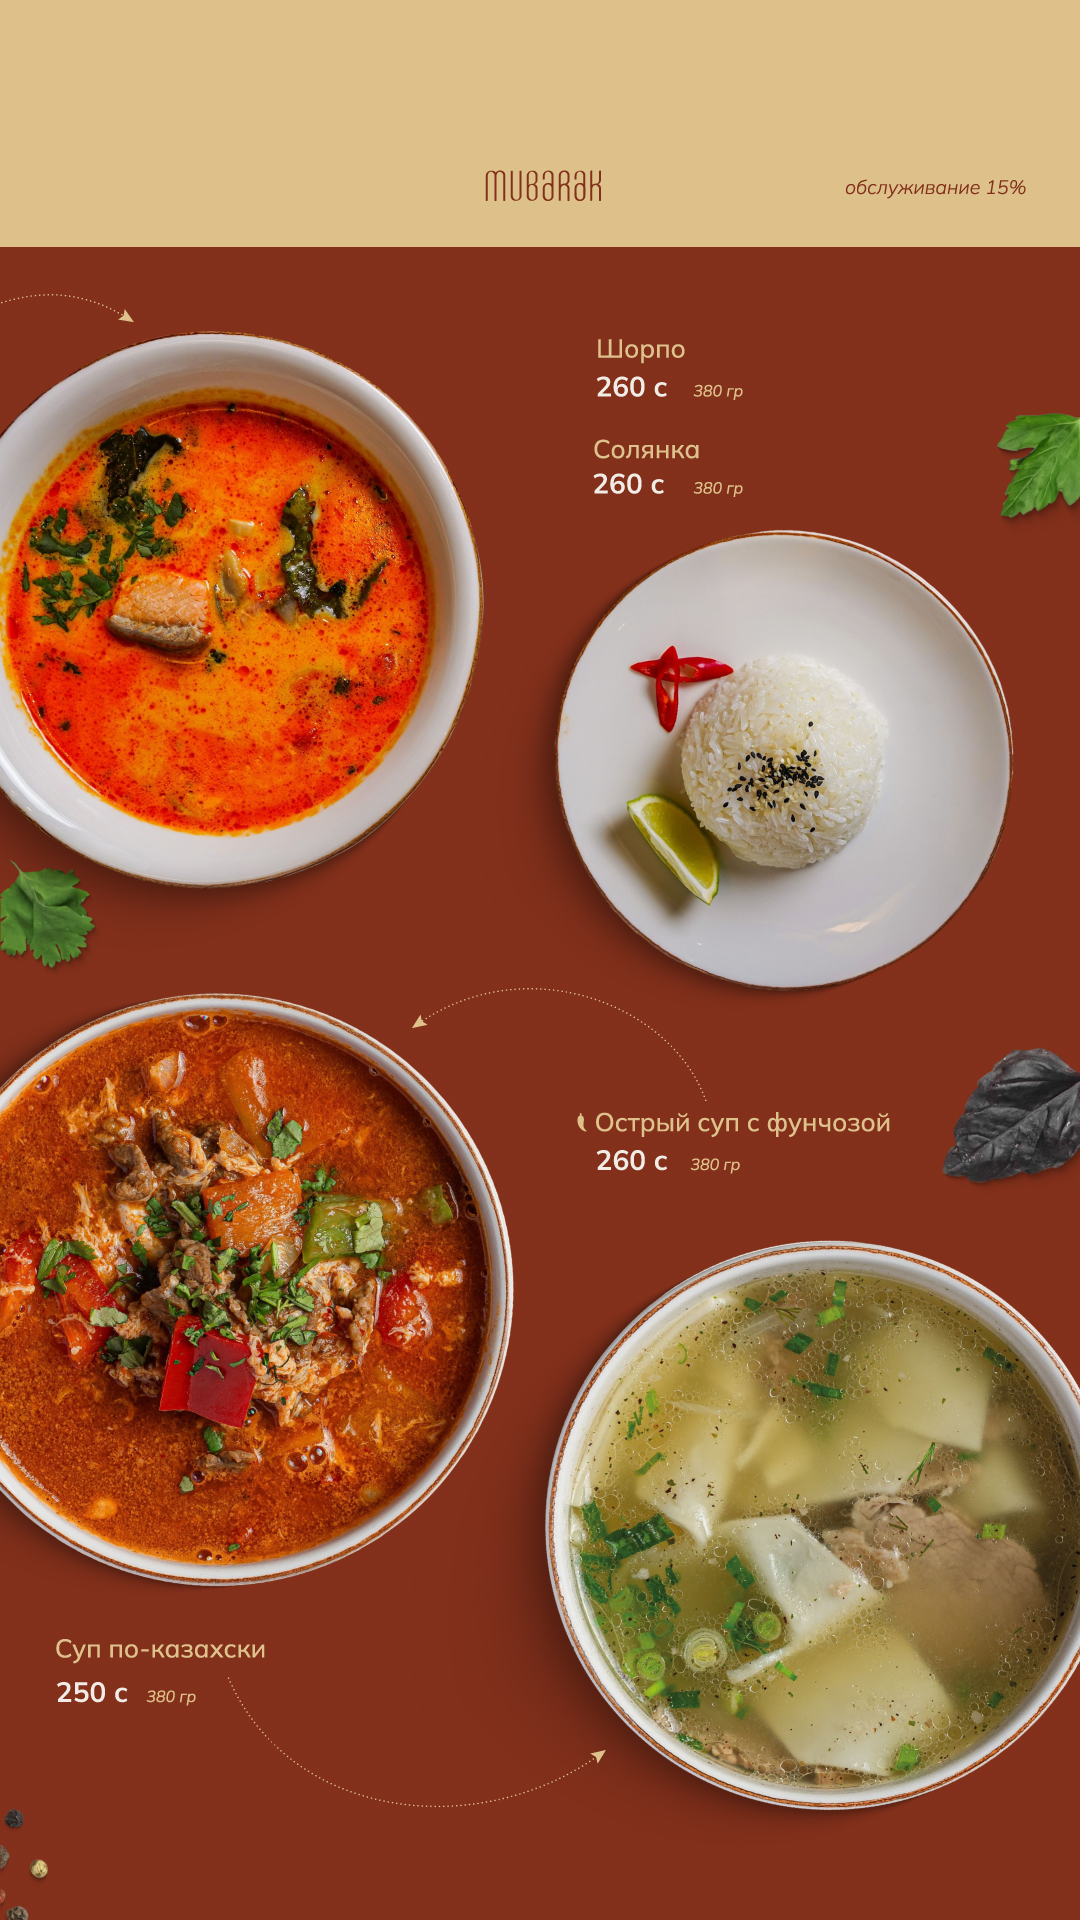 mubarak
обслуживание 15%
Шорпо
260 с 380 гр
Солянка
260 с 380 гр
Острый суп с фунчозой
260 с 380 гр
Суп по-казахски
250 с 380 гр